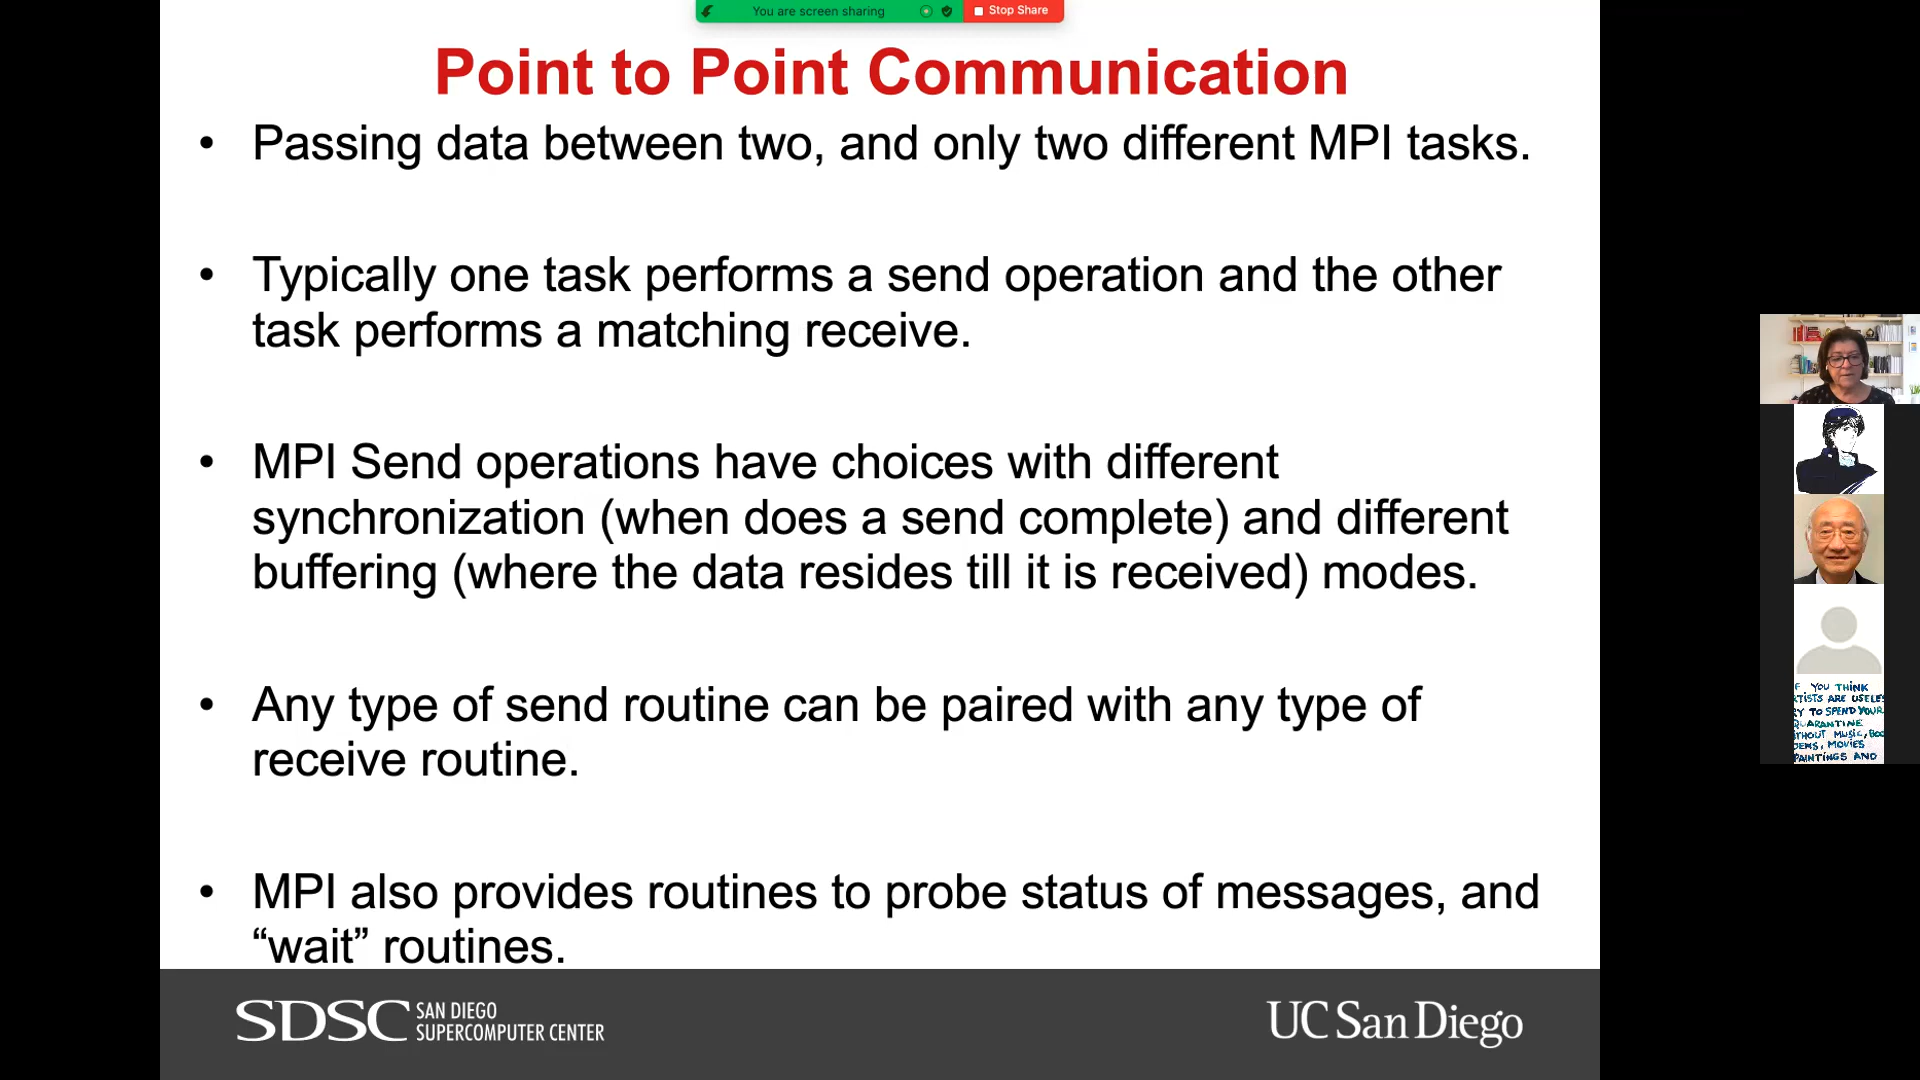 You are screen sharing
Stop Share
Point to Point Communication
• Passing data between two, and only two different MPI tasks.
• Typically one task performs a send operation and the other
task performs a matching receive.
• MPI Send operations have choices with different
synchronization (when does a send complete) and different
buffering (where the data resides till it is received) modes.
• Any type of send routine can be paired with any type of
receive routine.
• MPI also provides routines to probe status of messages, and
“wait” routines.
F YOU THINK
ARE USELES
TO SPEND YOUR
UARANTINE
THOUT MUSIC, BOO
OEMS, MOVIES
PAINTINGS AND
SDSC SAN DIEGO
SUPERCOMPUTER CENTER
UC San Diego